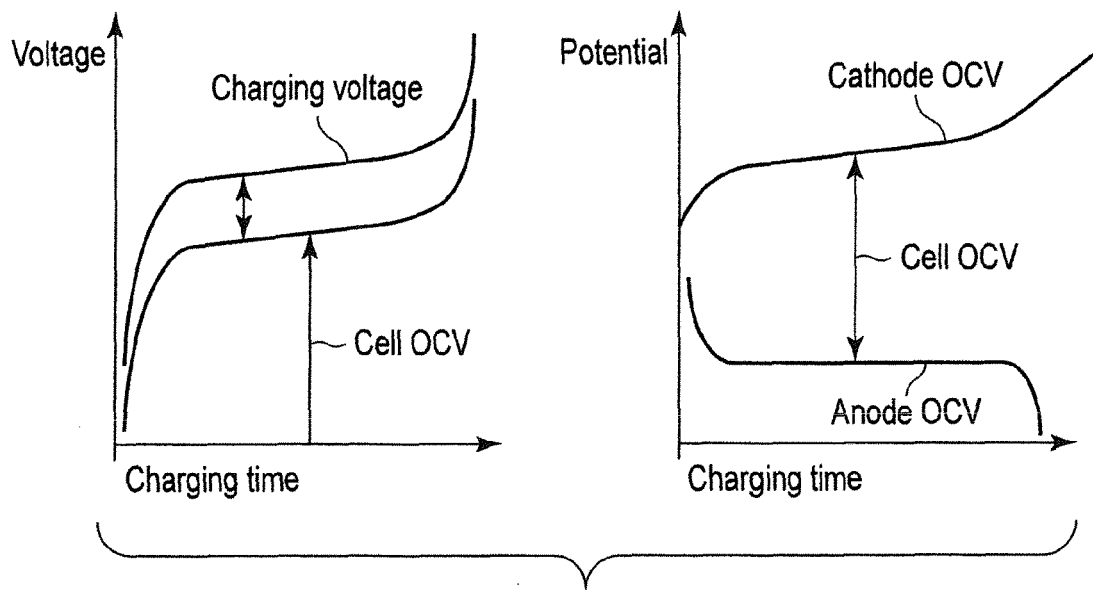 Voltage
Charging voltage
Cell OCV
Charging time
Potential
Cathode OCV
Cell OCV
Anode OCV
Charging time